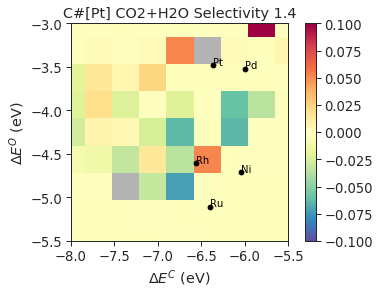 C#[Pt] CO2+H2O Selectivity 1.4
−3.0
−3.5
−4.0
−4.5
−5.0
−5.5
ΔE^O (eV)
Pt
Pd
Rh
Ni
Ru
−8.0 −7.5 −7.0 −6.5 −6.0 −5.5
ΔE^C (eV)
0.100
0.075
0.050
0.025
0.000
−0.025
−0.050
−0.075
−0.100